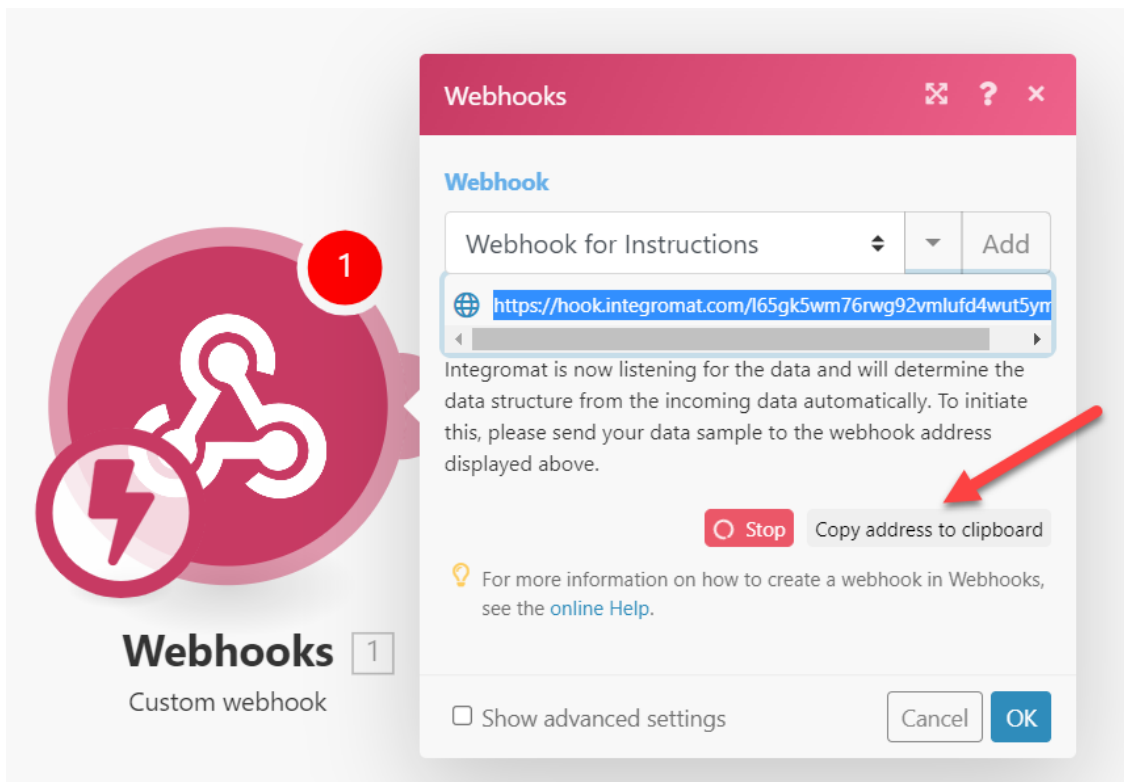 Webhooks
?
×
Webhook
Webhook for Instructions
Add
https://hook.integromat.com/l65gk5wm76rwg92vmlufd4wut5ym
Integromat is now listening for the data and will determine the
data structure from the incoming data automatically. To initiate
this, please send your data sample to the webhook address
displayed above.
Stop
Copy address to clipboard
For more information on how to create a webhook in Webhooks,
see the online Help.
1
Webhooks 1
Custom webhook
Show advanced settings
Cancel
OK